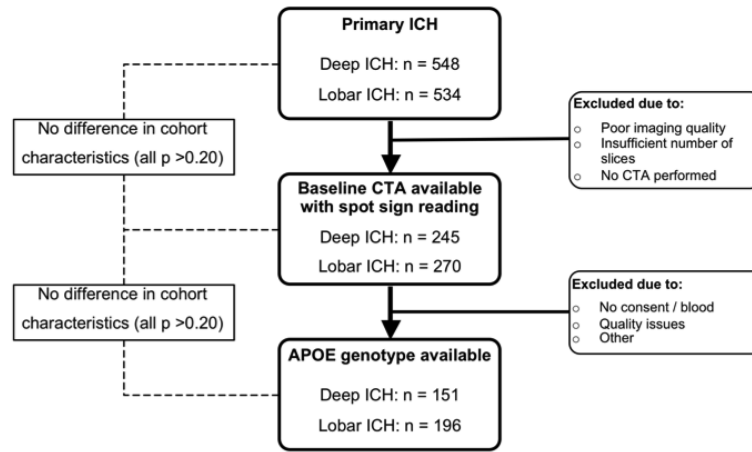 Primary ICH
Deep ICH: n = 548
Lobar ICH: n = 534
Excluded due to:
○ Poor imaging quality
○ Insufficient number of
slices
○ No CTA performed
No difference in cohort
characteristics (all p >0.20)
Baseline CTA available
with spot sign reading
Deep ICH: n = 245
Lobar ICH: n = 270
Excluded due to:
○ No consent / blood
○ Quality issues
○ Other
No difference in cohort
characteristics (all p >0.20)
APOE genotype available
Deep ICH: n = 151
Lobar ICH: n = 196